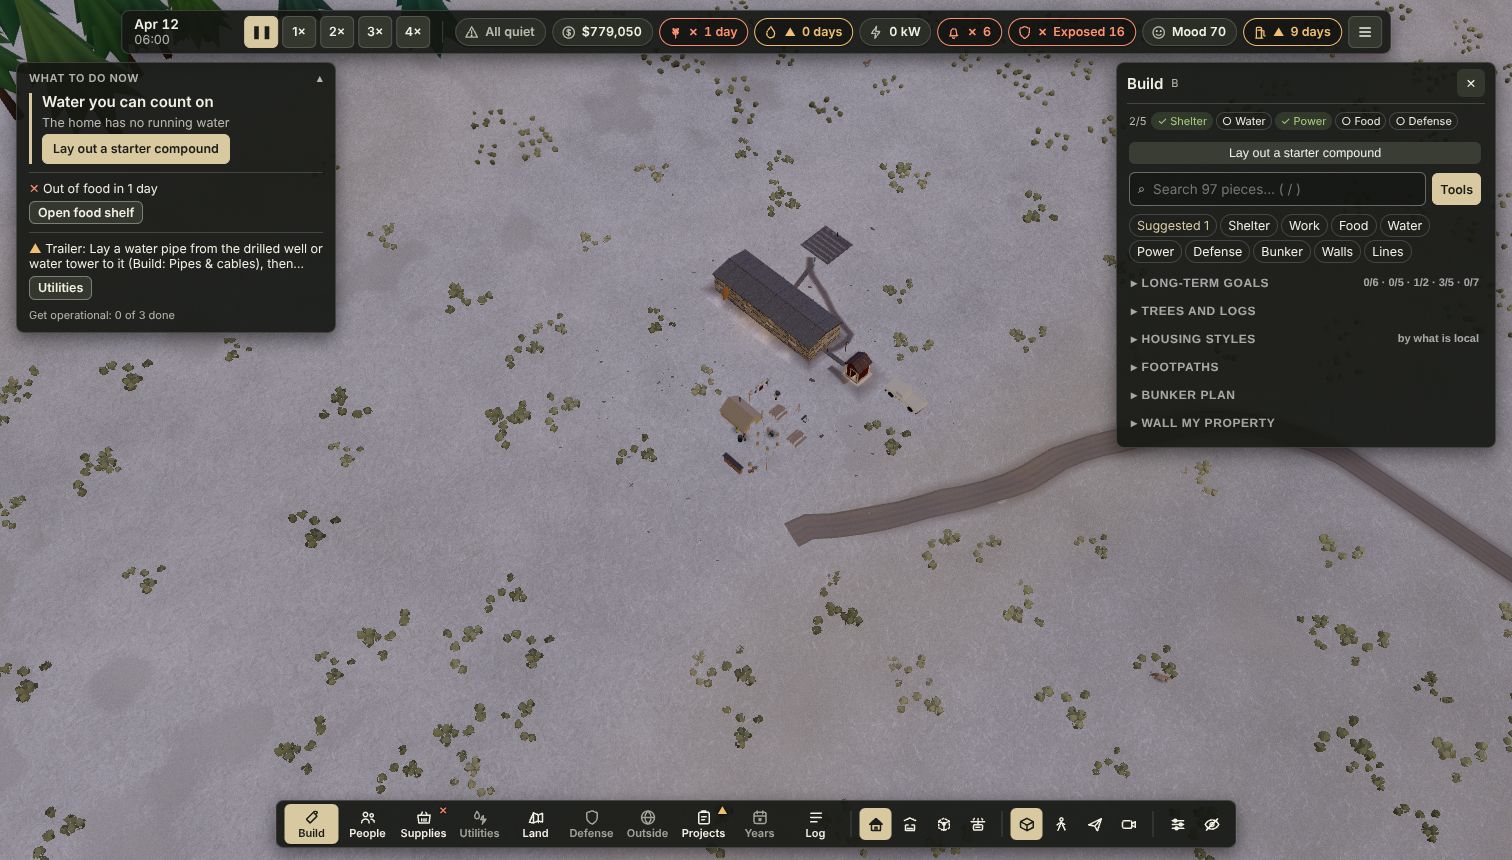 Apr 12
06:00
1×
2×
3×
4×
All quiet
$779,050
× 1 day
▲ 0 days
0 kW
× 6
× Exposed 16
Mood 70
▲ 9 days
WHAT TO DO NOW
Water you can count on
The home has no running water
Lay out a starter compound
× Out of food in 1 day
Open food shelf
▲ Trailer: Lay a water pipe from the drilled well or
water tower to it (Build: Pipes & cables), then...
Utilities
Get operational: 0 of 3 done
Build B
×
2/5 ✓ Shelter Water ✓ Power Food Defense
Lay out a starter compound
Search 97 pieces... ( / )
Tools
Suggested 1 Shelter Work Food Water
Power Defense Bunker Walls Lines
▸ LONG-TERM GOALS 0/6 · 0/5 · 1/2 · 3/5 · 0/7
▸ TREES AND LOGS
▸ HOUSING STYLES by what is local
▸ FOOTPATHS
▸ BUNKER PLAN
▸ WALL MY PROPERTY
Build
People
Supplies
Utilities
Land
Defense
Outside
Projects
Years
Log